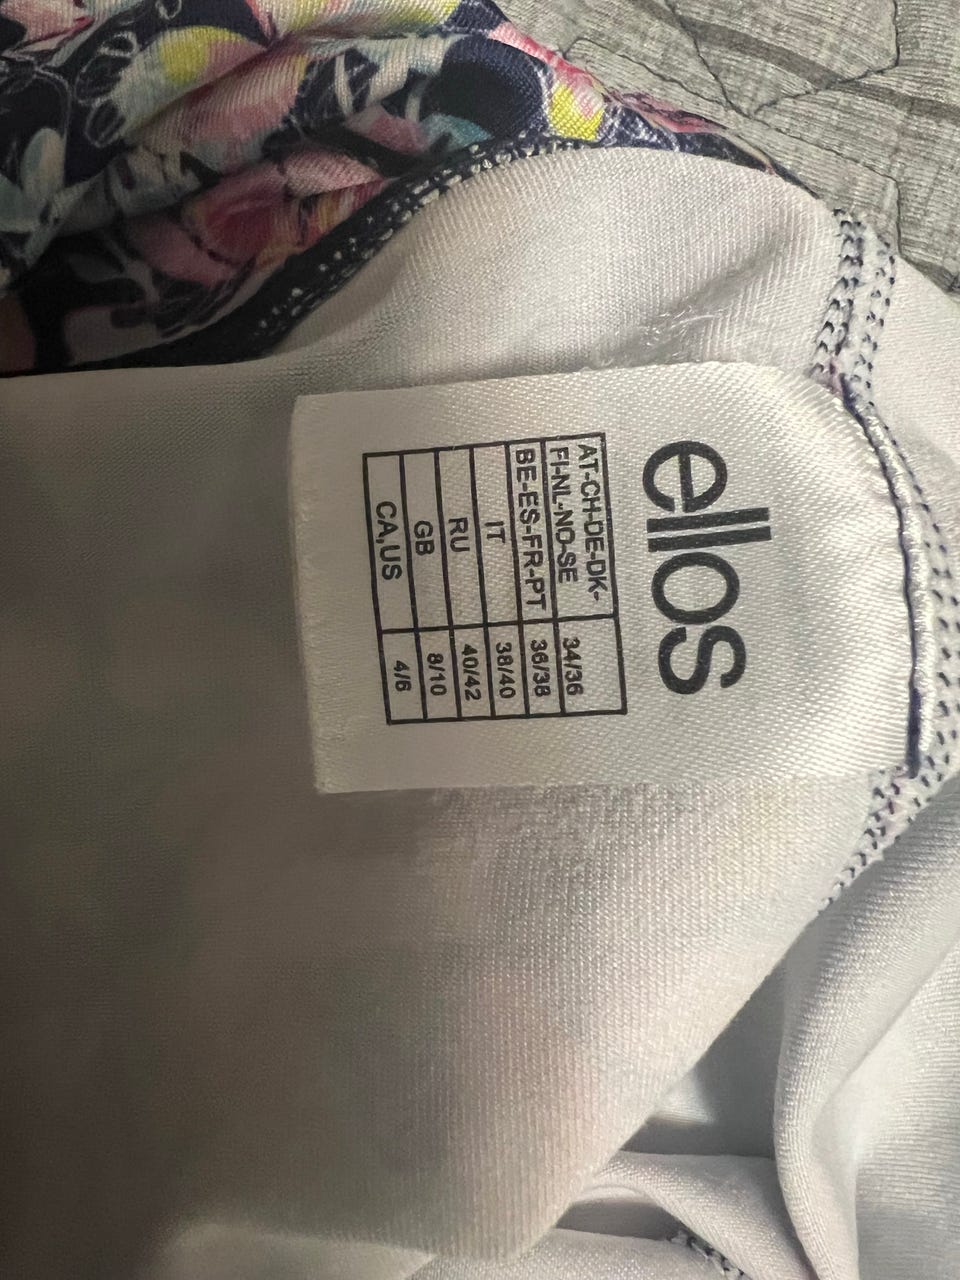 ellos
AT-CH-DE-DK-
FI-NL-NO-SE 34/36
BE-ES-FR-PT 36/38
IT 38/40
RU 40/42
GB 8/10
CA,US 4/6